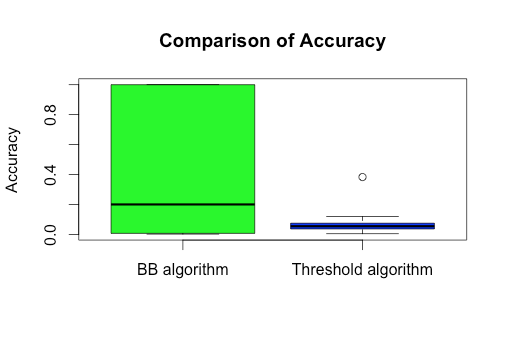 Comparison of Accuracy
Accuracy
0.8
0.4
0.0
BB algorithm
Threshold algorithm